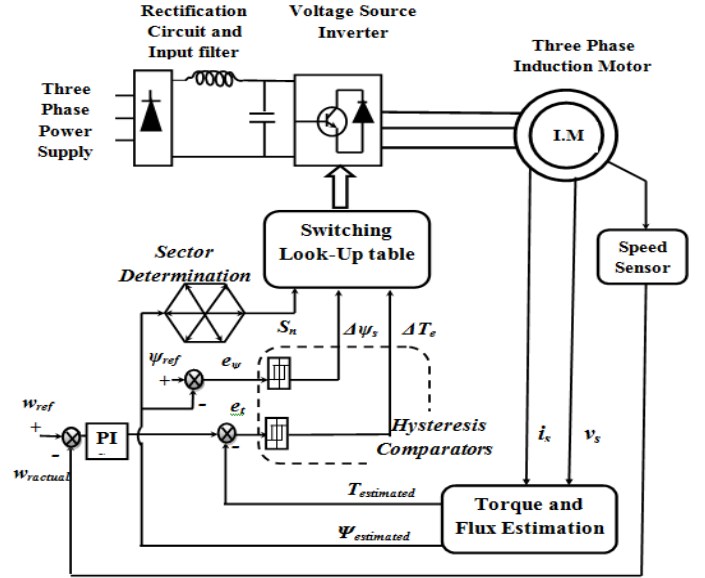 Rectification
Circuit and
Input filter
Voltage Source
Inverter
Three Phase
Induction Motor
Three
Phase
Power
Supply
I.M
Switching
Look-Up table
Speed
Sensor
Sector
Determination
Sn
Δψs
ΔTe
ψref
+
-
eψ
et
wref
+
-
wractual
PI
-
Hysteresis
Comparators
is
vs
Testimated
Torque and
Flux Estimation
Ψestimated